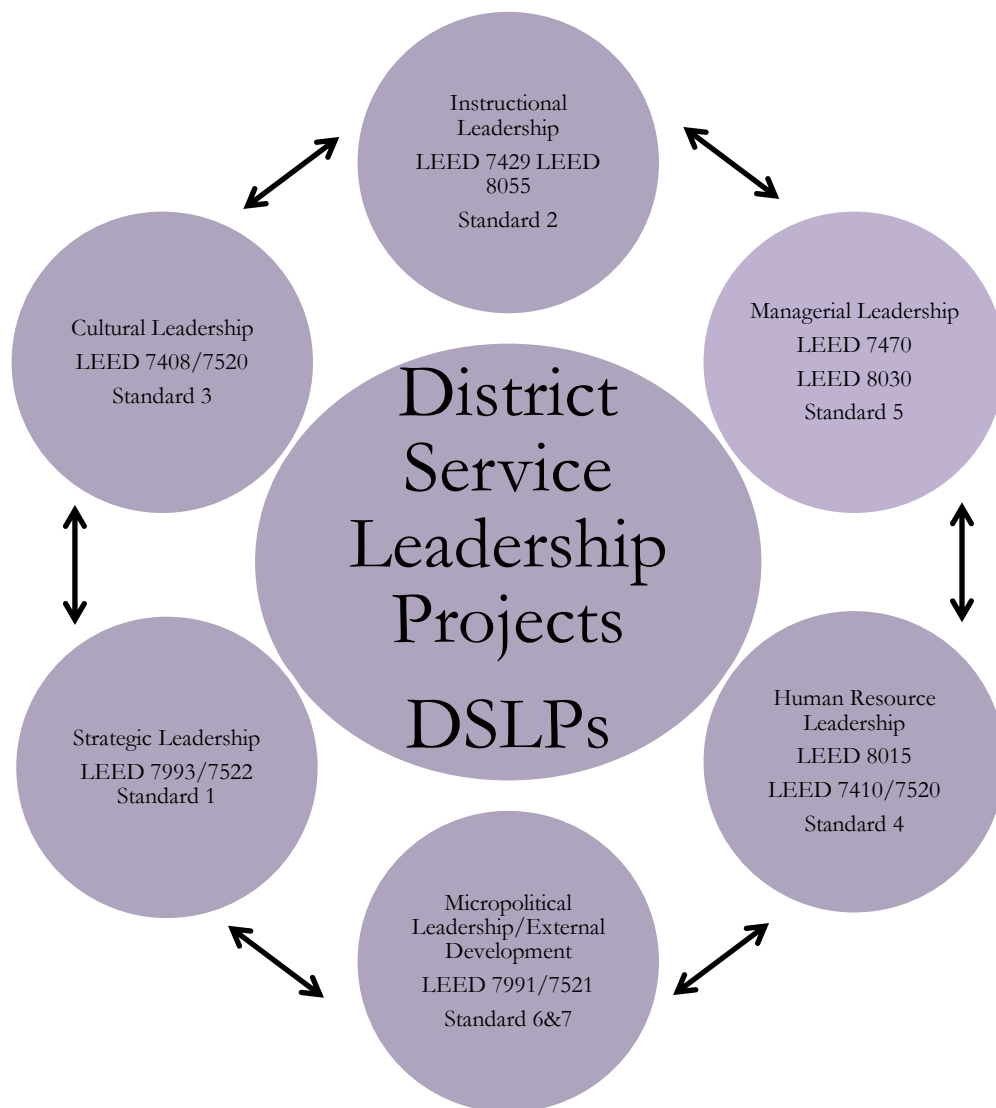 Instructional
Leadership
LEED 7429 LEED
8055
Standard 2
Managerial Leadership
LEED 7470
LEED 8030
Standard 5
Cultural Leadership
LEED 7408/7520
Standard 3
District
Service
Leadership
Projects
DSLPs
Human Resource
Leadership
LEED 8015
LEED 7410/7520
Standard 4
Strategic Leadership
LEED 7993/7522
Standard 1
Micropolitical
Leadership/External
Development
LEED 7991/7521
Standard 6&7